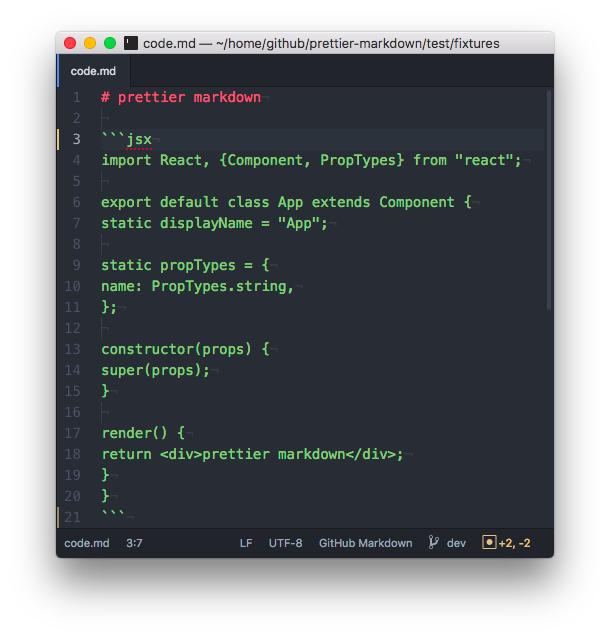 code.md — ~/home/github/prettier-markdown/test/fixtures
code.md
1 # prettier markdown¬
2 ¬
3 ```jsx
4 import React, {Component, PropTypes} from "react";¬
5 ¬
6 export default class App extends Component {¬
7 static displayName = "App";¬
8 ¬
9 static propTypes = {¬
10 name: PropTypes.string,¬
11 };¬
12 ¬
13 constructor(props) {¬
14 super(props);¬
15 }¬
16 ¬
17 render() {¬
18 return <div>prettier markdown</div>;¬
19 }¬
20 }¬
21 ```¬
code.md 3:7 LF UTF-8 GitHub Markdown dev +2, -2